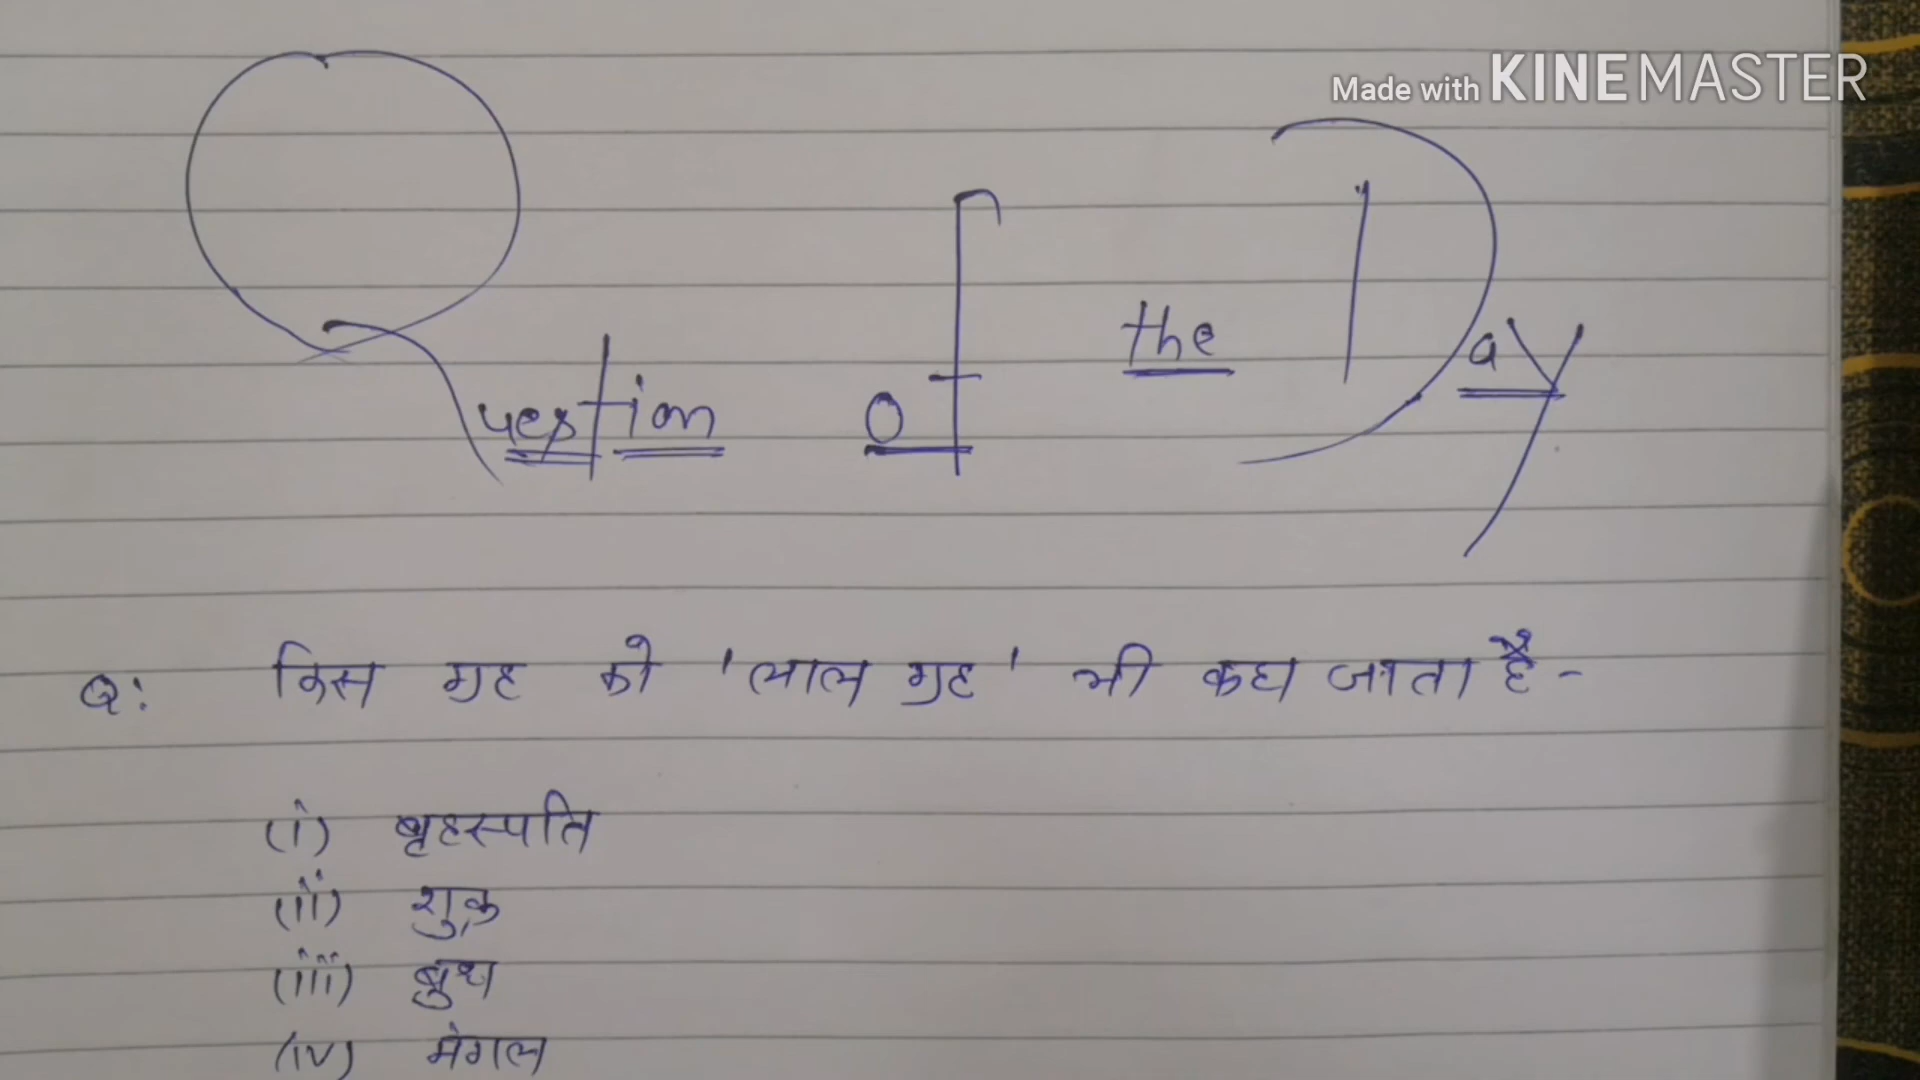 Made with KINEMASTER
Question of the Day
Q: किस ग्रह को 'लाल ग्रह' भी कहा जाता है -
(i) बृहस्पति
(ii) शुक्र
(iii) बुध
(iv) मंगल